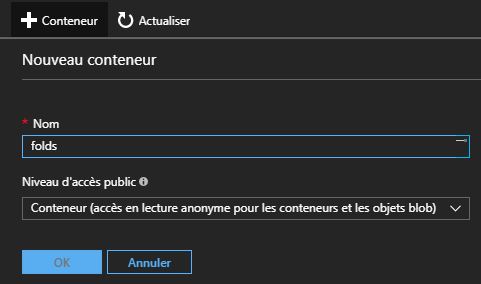 Conteneur Actualiser
Nouveau conteneur
* Nom
folds
Niveau d'accès public
Conteneur (accès en lecture anonyme pour les conteneurs et les objets blob)
OK Annuler